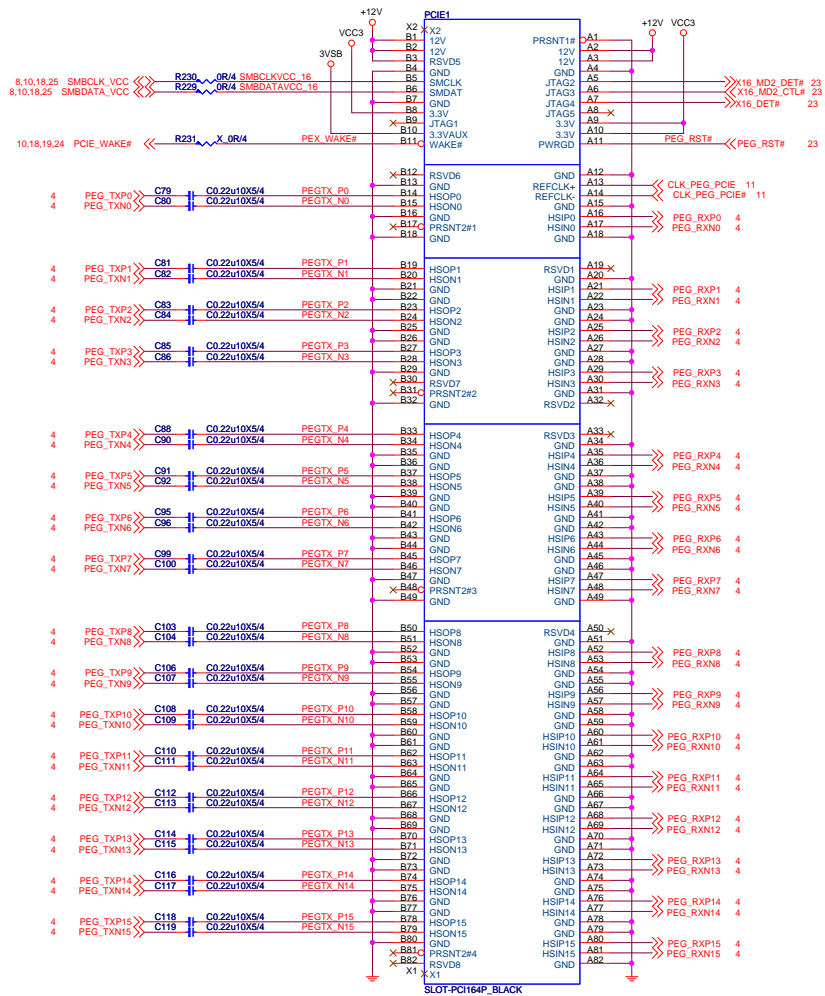 PCIE1
+12V
VCC3
3VSB
+12V
VCC3
X2 X2
B1 12V PRSNT1# A1
B2 12V 12V A2
B3 RSVD5 12V A3
B4 GND GND A4
8,10,18,25 SMBCLK_VCC R230 0R/4 SMBCLKVCC_16 B5 SMCLK JTAG2 A5 X16_MD2_DET# 23
8,10,18,25 SMBDATA_VCC R229 0R/4 SMBDATAVCC_16 B6 SMDAT JTAG3 A6 X16_MD2_CTL# 23
B7 GND JTAG4 A7 X16_DET# 23
B8 3.3V JTAG5 A8
B9 JTAG1 3.3V A9
B10 3.3VAUX 3.3V A10
10,18,19,24 PCIE_WAKE# R231 X_0R/4 PEX_WAKE# B11 WAKE# PWRGD A11 PEG_RST# PEG_RST# 23
B12 RSVD6 GND A12
B13 GND REFCLK+ A13 CLK_PEG_PCIE 11
4 PEG_TXP0 C79 C0.22u10X5/4 PEGTX_P0 B14 HSOP0 REFCLK- A14 CLK_PEG_PCIE# 11
4 PEG_TXN0 C80 C0.22u10X5/4 PEGTX_N0 B15 HSON0 GND A15
B16 GND HSIP0 A16 PEG_RXP0 4
B17 PRSNT2#1 HSIN0 A17 PEG_RXN0 4
B18 GND GND A18
4 PEG_TXP1 C81 C0.22u10X5/4 PEGTX_P1 B19 HSOP1 RSVD1 A19
4 PEG_TXN1 C82 C0.22u10X5/4 PEGTX_N1 B20 HSON1 GND A20
B21 GND HSIP1 A21 PEG_RXP1 4
B22 GND HSIN1 A22 PEG_RXN1 4
4 PEG_TXP2 C83 C0.22u10X5/4 PEGTX_P2 B23 HSOP2 GND A23
4 PEG_TXN2 C84 C0.22u10X5/4 PEGTX_N2 B24 HSON2 GND A24
B25 GND HSIP2 A25 PEG_RXP2 4
B26 GND HSIN2 A26 PEG_RXN2 4
4 PEG_TXP3 C85 C0.22u10X5/4 PEGTX_P3 B27 HSOP3 GND A27
4 PEG_TXN3 C86 C0.22u10X5/4 PEGTX_N3 B28 HSON3 GND A28
B29 GND HSIP3 A29 PEG_RXP3 4
B30 RSVD7 HSIN3 A30 PEG_RXN3 4
B31 PRSNT2#2 GND A31
B32 GND RSVD2 A32
4 PEG_TXP4 C88 C0.22u10X5/4 PEGTX_P4 B33 HSOP4 RSVD3 A33
4 PEG_TXN4 C90 C0.22u10X5/4 PEGTX_N4 B34 HSON4 GND A34
B35 GND HSIP4 A35 PEG_RXP4 4
B36 GND HSIN4 A36 PEG_RXN4 4
4 PEG_TXP5 C91 C0.22u10X5/4 PEGTX_P5 B37 HSOP5 GND A37
4 PEG_TXN5 C92 C0.22u10X5/4 PEGTX_N5 B38 HSON5 GND A38
B39 GND HSIP5 A39 PEG_RXP5 4
B40 GND HSIN5 A40 PEG_RXN5 4
4 PEG_TXP6 C95 C0.22u10X5/4 PEGTX_P6 B41 HSOP6 GND A41
4 PEG_TXN6 C96 C0.22u10X5/4 PEGTX_N6 B42 HSON6 GND A42
B43 GND HSIP6 A43 PEG_RXP6 4
B44 GND HSIN6 A44 PEG_RXN6 4
4 PEG_TXP7 C99 C0.22u10X5/4 PEGTX_P7 B45 HSOP7 GND A45
4 PEG_TXN7 C100 C0.22u10X5/4 PEGTX_N7 B46 HSON7 GND A46
B47 GND HSIP7 A47 PEG_RXP7 4
B48 PRSNT2#3 HSIN7 A48 PEG_RXN7 4
B49 GND GND A49
4 PEG_TXP8 C103 C0.22u10X5/4 PEGTX_P8 B50 HSOP8 RSVD4 A50
4 PEG_TXN8 C104 C0.22u10X5/4 PEGTX_N8 B51 HSON8 GND A51
B52 GND HSIP8 A52 PEG_RXP8 4
B53 GND HSIN8 A53 PEG_RXN8 4
4 PEG_TXP9 C106 C0.22u10X5/4 PEGTX_P9 B54 HSOP9 GND A54
4 PEG_TXN9 C107 C0.22u10X5/4 PEGTX_N9 B55 HSON9 GND A55
B56 GND HSIP9 A56 PEG_RXP9 4
B57 GND HSIN9 A57 PEG_RXN9 4
4 PEG_TXP10 C108 C0.22u10X5/4 PEGTX_P10 B58 HSOP10 GND A58
4 PEG_TXN10 C109 C0.22u10X5/4 PEGTX_N10 B59 HSON10 GND A59
B60 GND HSIP10 A60 PEG_RXP10 4
B61 GND HSIN10 A61 PEG_RXN10 4
4 PEG_TXP11 C110 C0.22u10X5/4 PEGTX_P11 B62 HSOP11 GND A62
4 PEG_TXN11 C111 C0.22u10X5/4 PEGTX_N11 B63 HSON11 GND A63
B64 GND HSIP11 A64 PEG_RXP11 4
B65 GND HSIN11 A65 PEG_RXN11 4
4 PEG_TXP12 C112 C0.22u10X5/4 PEGTX_P12 B66 HSOP12 GND A66
4 PEG_TXN12 C113 C0.22u10X5/4 PEGTX_N12 B67 HSON12 GND A67
B68 GND HSIP12 A68 PEG_RXP12 4
B69 GND HSIN12 A69 PEG_RXN12 4
4 PEG_TXP13 C114 C0.22u10X5/4 PEGTX_P13 B70 HSOP13 GND A70
4 PEG_TXN13 C115 C0.22u10X5/4 PEGTX_N13 B71 HSON13 GND A71
B72 GND HSIP13 A72 PEG_RXP13 4
B73 GND HSIN13 A73 PEG_RXN13 4
4 PEG_TXP14 C116 C0.22u10X5/4 PEGTX_P14 B74 HSOP14 GND A74
4 PEG_TXN14 C117 C0.22u10X5/4 PEGTX_N14 B75 HSON14 GND A75
B76 GND HSIP14 A76 PEG_RXP14 4
B77 GND HSIN14 A77 PEG_RXN14 4
4 PEG_TXP15 C118 C0.22u10X5/4 PEGTX_P15 B78 HSOP15 GND A78
4 PEG_TXN15 C119 C0.22u10X5/4 PEGTX_N15 B79 HSON15 GND A79
B80 GND HSIP15 A80 PEG_RXP15 4
B81 PRSNT2#4 HSIN15 A81 PEG_RXN15 4
B82 RSVD8 GND A82
X1 X1
SLOT-PCI164P_BLACK